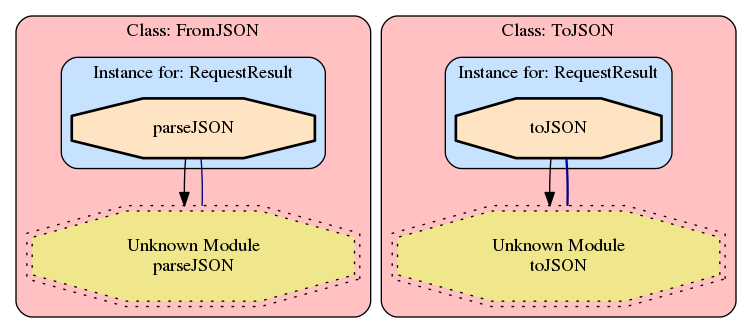 Class: FromJSON
Instance for: RequestResult
parseJSON
Unknown Module
parseJSON
Class: ToJSON
Instance for: RequestResult
toJSON
Unknown Module
toJSON